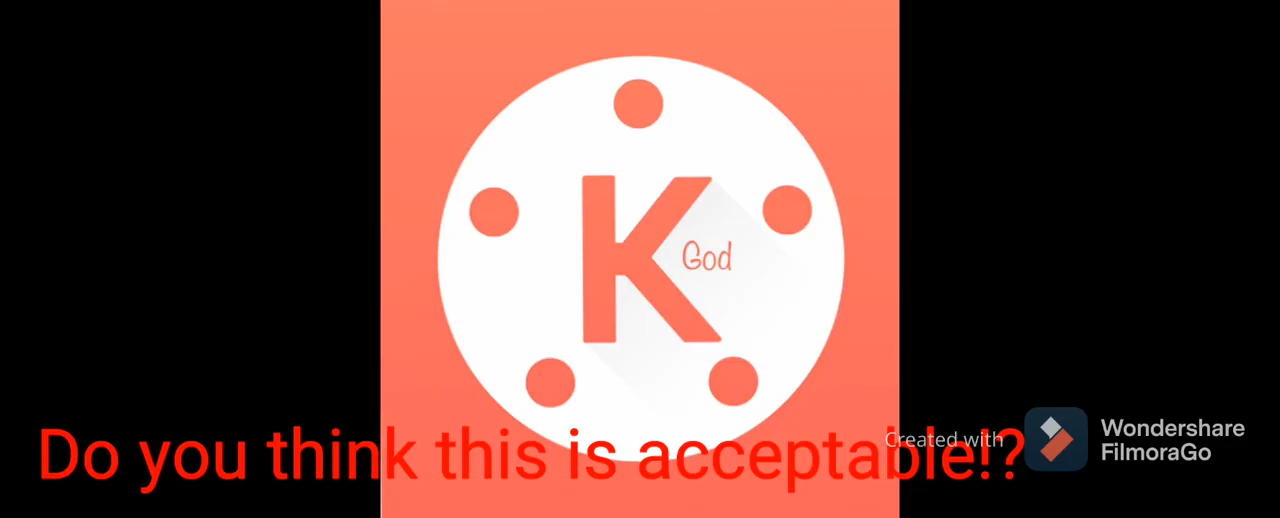 K
God
Do you think this is acceptable!?
Created with
Wondershare
FilmoraGo